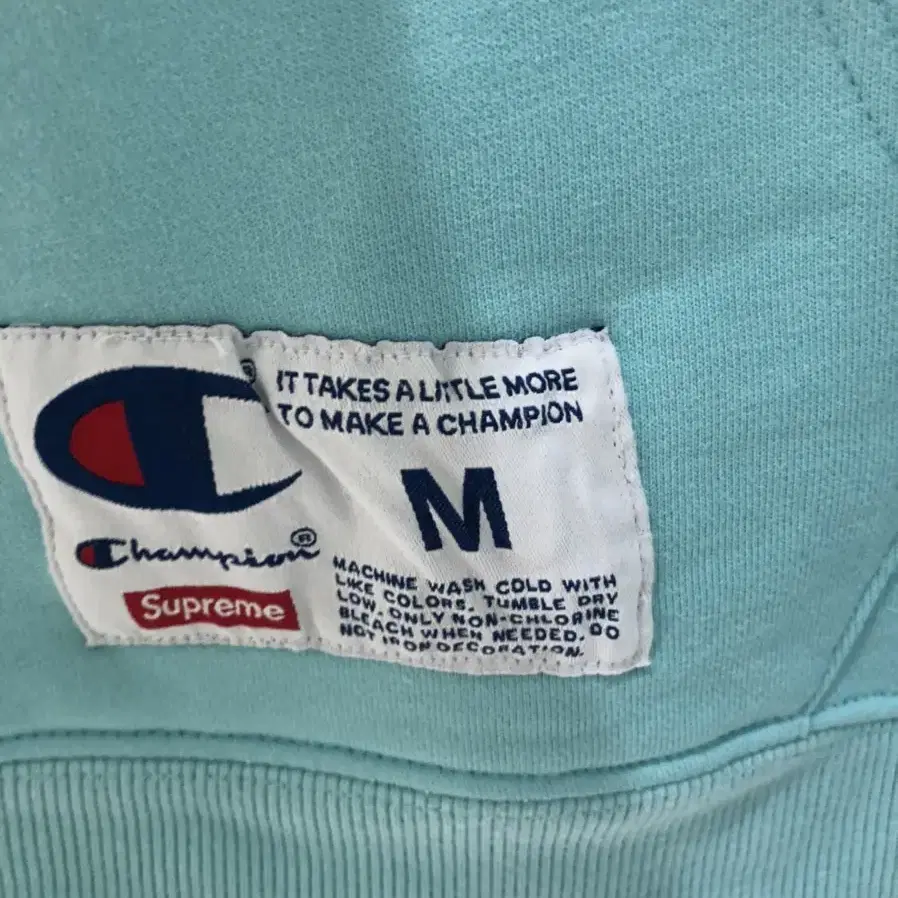 IT TAKES A LITTLE MORE
TO MAKE A CHAMPION
M
Champion®
Supreme
MACHINE WASH COLD WITH
LIKE COLORS. TUMBLE DRY
LOW. ONLY NON-CHLORINE
BLEACH WHEN NEEDED. DO
NOT IRON DECORATION.